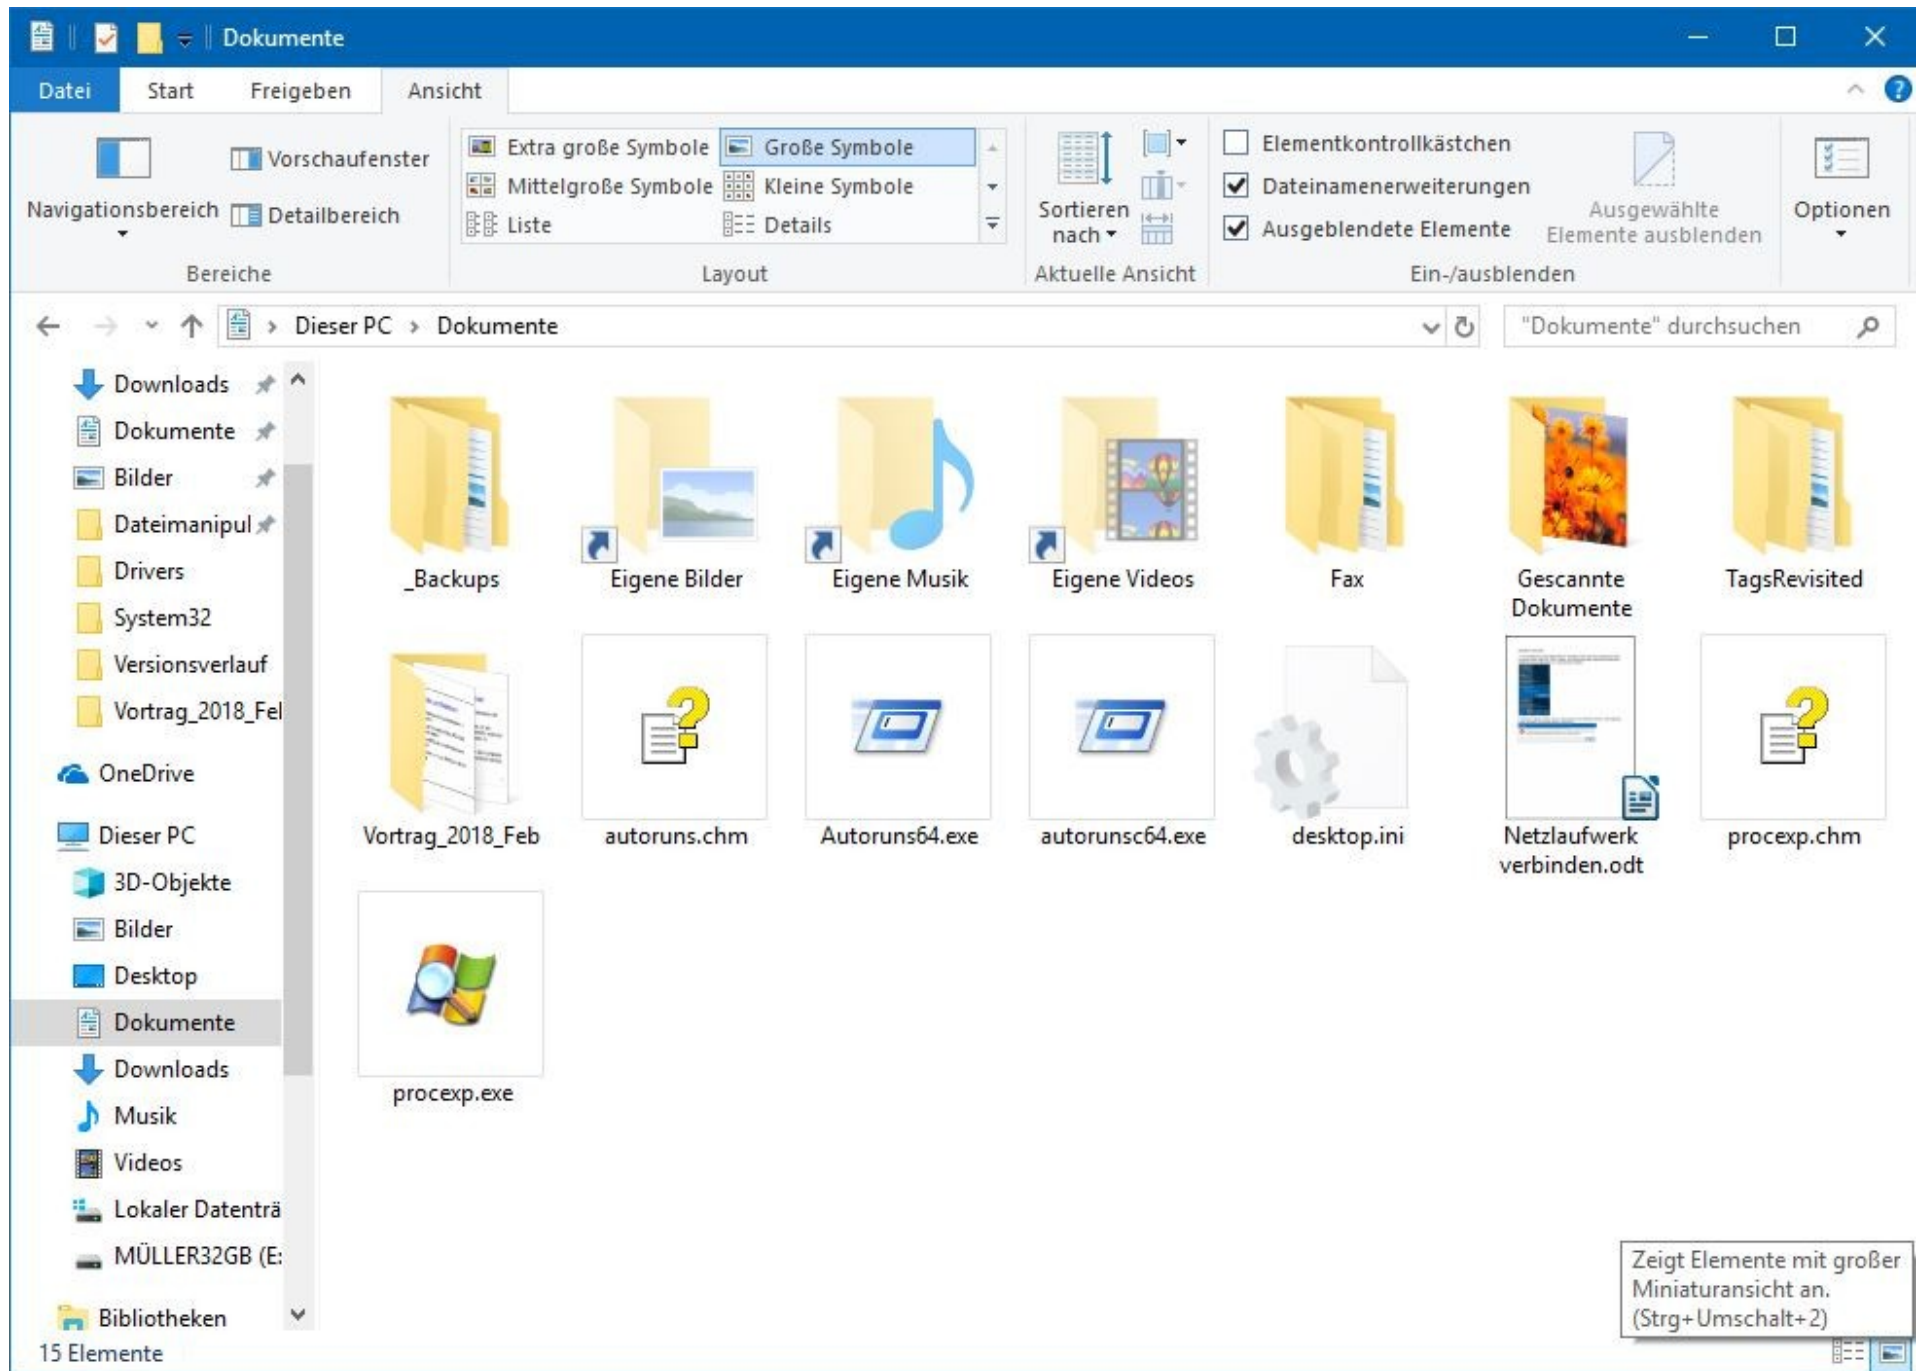 Dokumente
Datei Start Freigeben Ansicht
Navigationsbereich
Vorschaufenster
Detailbereich
Bereiche
Extra große Symbole Große Symbole
Mittelgroße Symbole Kleine Symbole
Liste Details
Layout
Sortieren
nach
Aktuelle Ansicht
Elementkontrollkästchen
Dateinamenerweiterungen
Ausgeblendete Elemente
Ausgewählte
Elemente ausblenden
Ein-/ausblenden
Optionen
Dieser PC > Dokumente
"Dokumente" durchsuchen
Downloads
Dokumente
Bilder
Dateimanipul
Drivers
System32
Versionsverlauf
Vortrag_2018_Fel
OneDrive
Dieser PC
3D-Objekte
Bilder
Desktop
Dokumente
Downloads
Musik
Videos
Lokaler Datenträ
MÜLLER32GB (E:
Bibliotheken
_Backups
Eigene Bilder
Eigene Musik
Eigene Videos
Fax
Gescannte
Dokumente
TagsRevisited
Vortrag_2018_Feb
autoruns.chm
Autoruns64.exe
autorunsc64.exe
desktop.ini
Netzlaufwerk
verbinden.odt
procexp.chm
procexp.exe
Zeigt Elemente mit großer
Miniaturansicht an.
(Strg+Umschalt+2)
15 Elemente